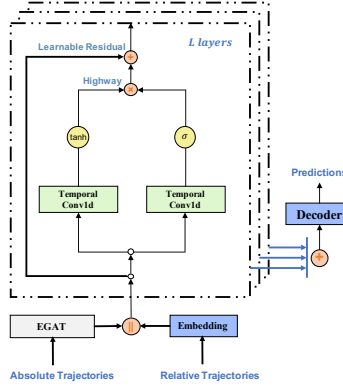 Learnable Residual
L layers
+
Highway
×
tanh
σ
Predictions
Temporal
Conv1d
Temporal
Conv1d
Decoder
+
EGAT
||
Embedding
Absolute Trajectories
Relative Trajectories